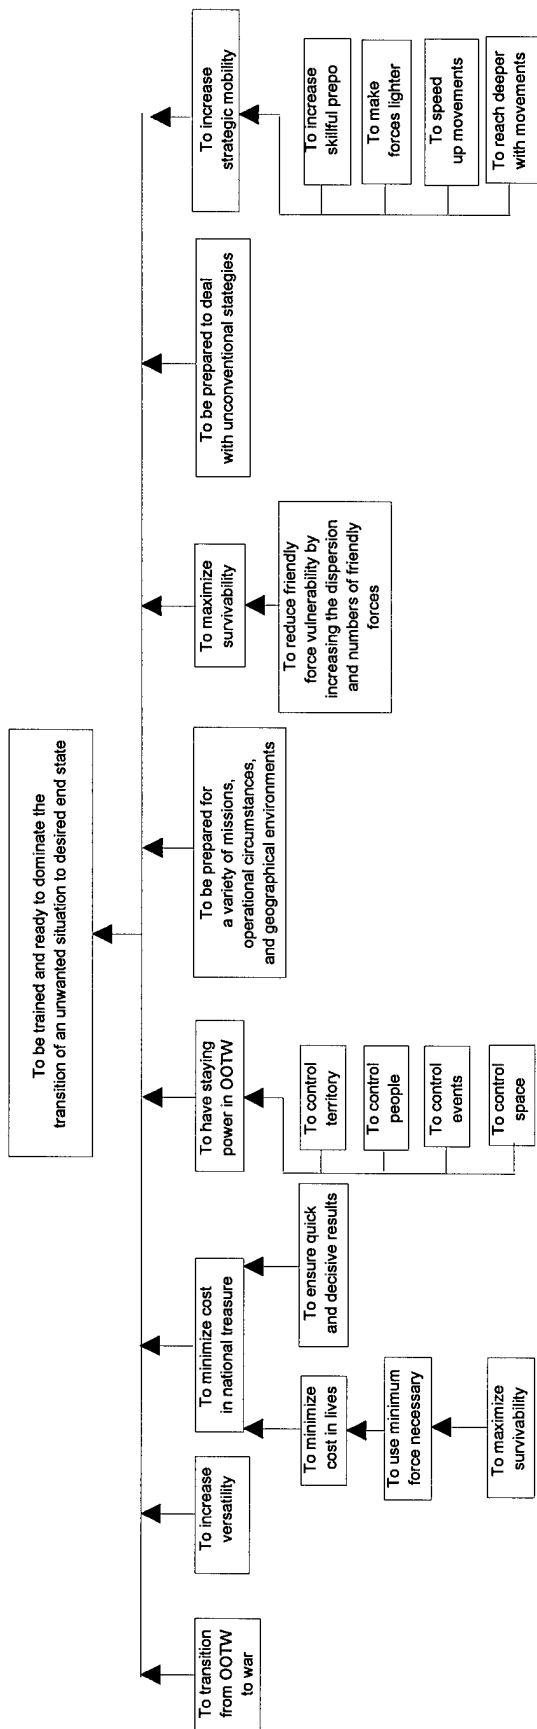 To be trained and ready to dominate the
transition of an unwanted situation to desired end state
To transition
from OOTW
to war
To increase
versatility
To minimize cost
in national treasure
To minimize
cost in lives
To use minimum
force necessary
To maximize
survivability
To ensure quick
and decisive results
To have staying
power in OOTW
To control
territory
To control
people
To control
events
To control
space
To be prepared for
a variety of missions,
operational circumstances,
and geographical environments
To maximize
survivability
To reduce friendly
force vulnerability by
increasing the dispersion
and numbers of friendly
forces
To be prepared to deal
with unconventional stategies
To increase
strategic mobility
To increase
skillful prepo
To make
forces lighter
To speed
up movements
To reach deeper
with movements